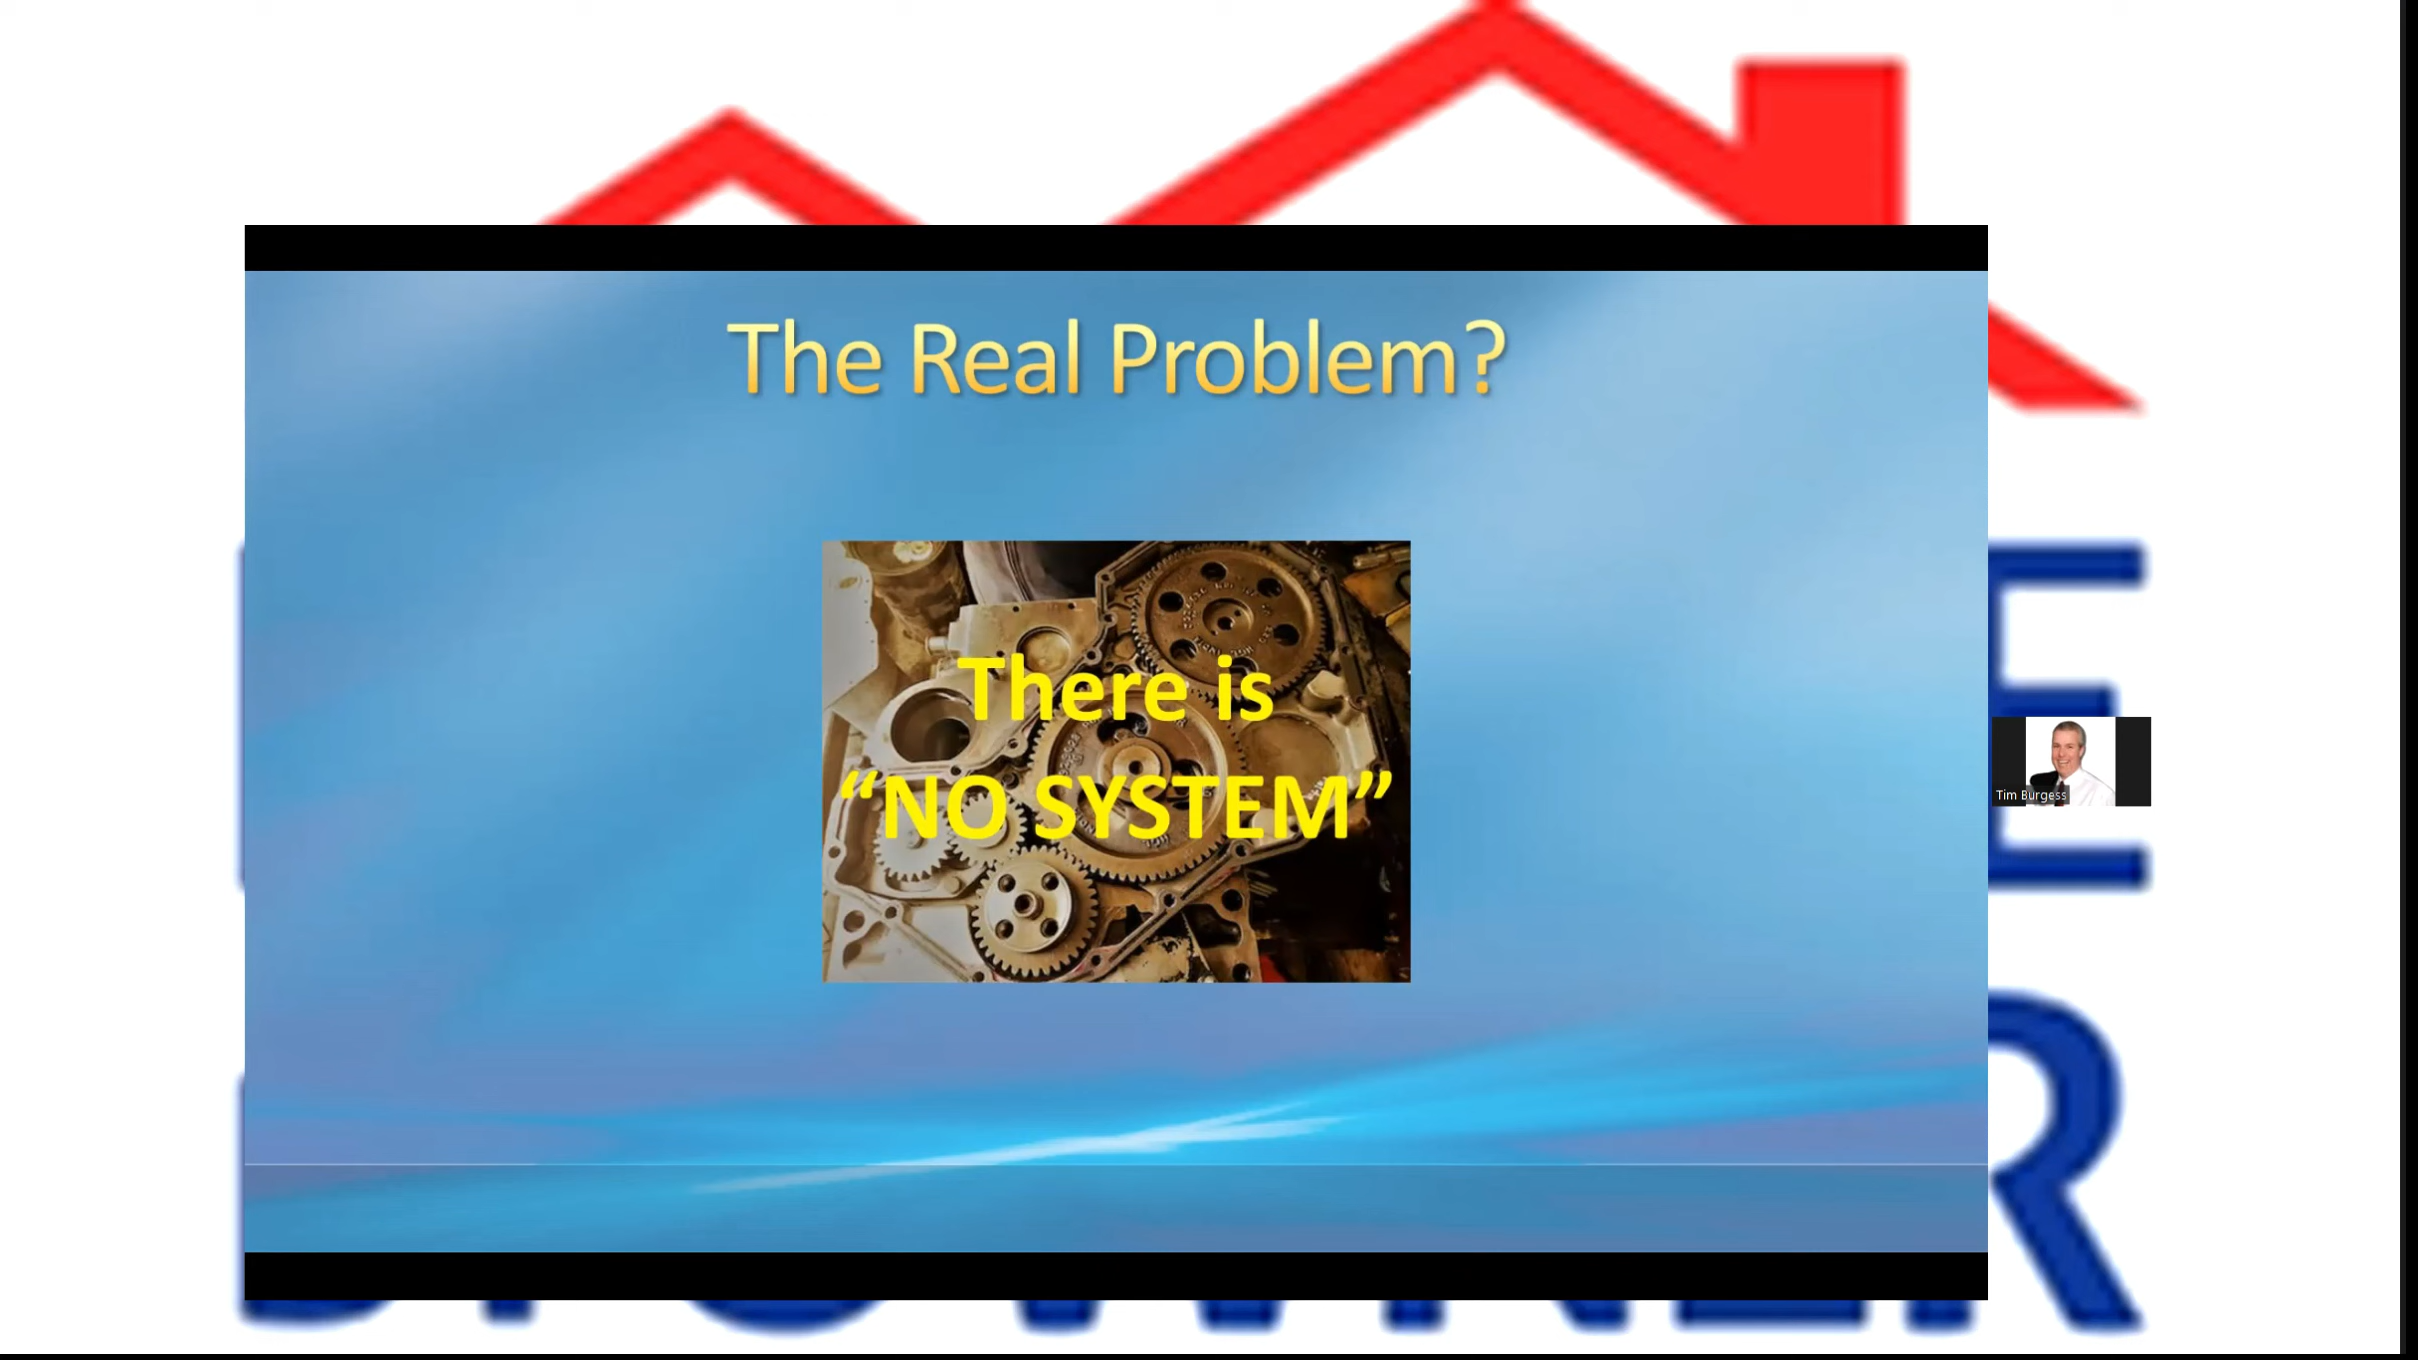 The Real Problem?
There is
“NO SYSTEM”
Tim Burgess